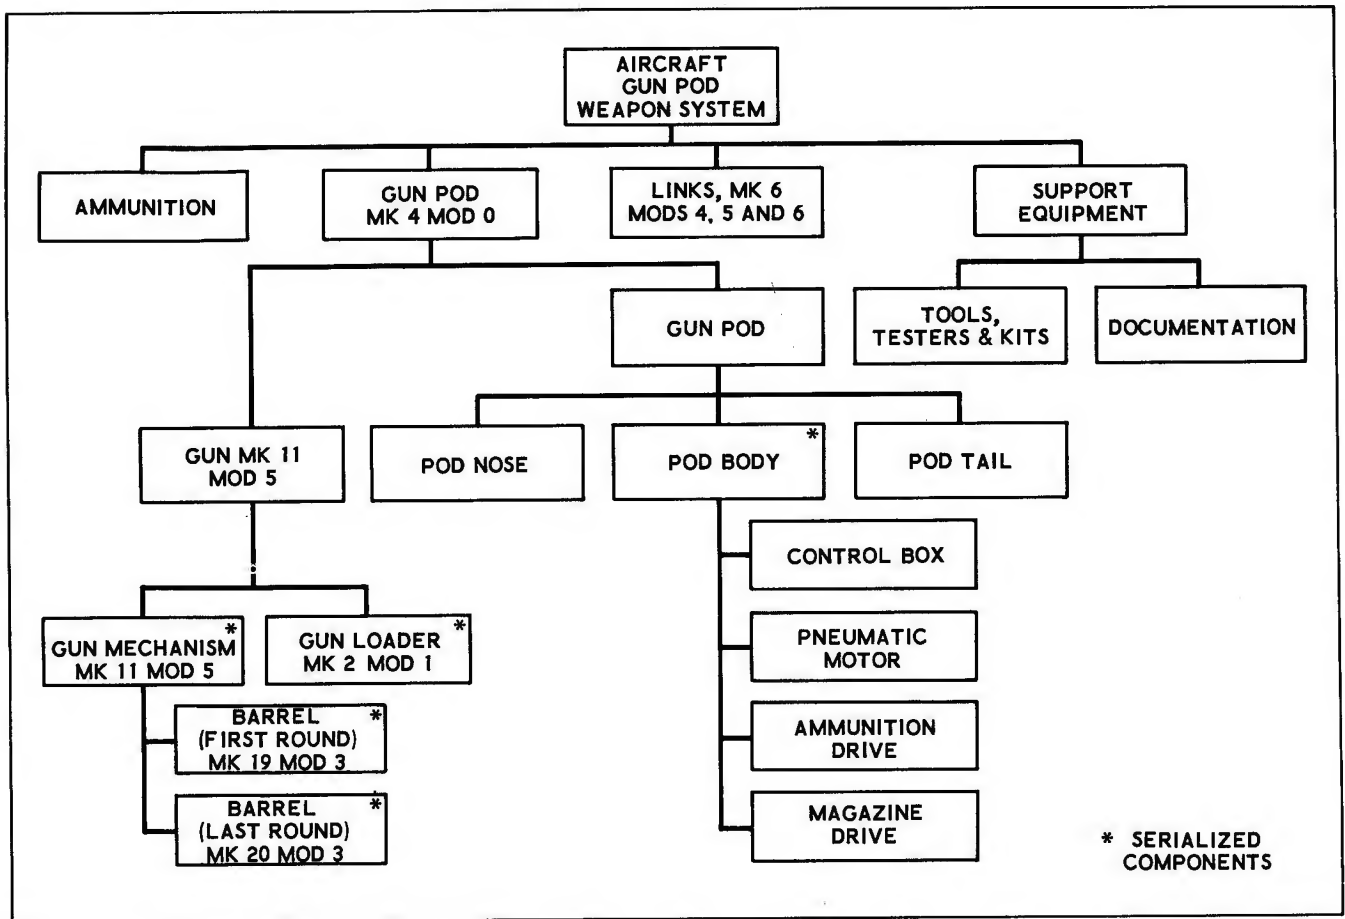 AIRCRAFT
GUN POD
WEAPON SYSTEM
AMMUNITION
GUN POD
MK 4 MOD 0
LINKS, MK 6
MODS 4, 5 AND 6
SUPPORT
EQUIPMENT
GUN POD
TOOLS,
TESTERS & KITS
DOCUMENTATION
GUN MK 11
MOD 5
POD NOSE
POD BODY *
POD TAIL
CONTROL BOX
PNEUMATIC
MOTOR
AMMUNITION
DRIVE
MAGAZINE
DRIVE
GUN MECHANISM *
MK 11 MOD 5
GUN LOADER *
MK 2 MOD 1
BARREL *
(FIRST ROUND)
MK 19 MOD 3
BARREL *
(LAST ROUND)
MK 20 MOD 3
* SERIALIZED
COMPONENTS